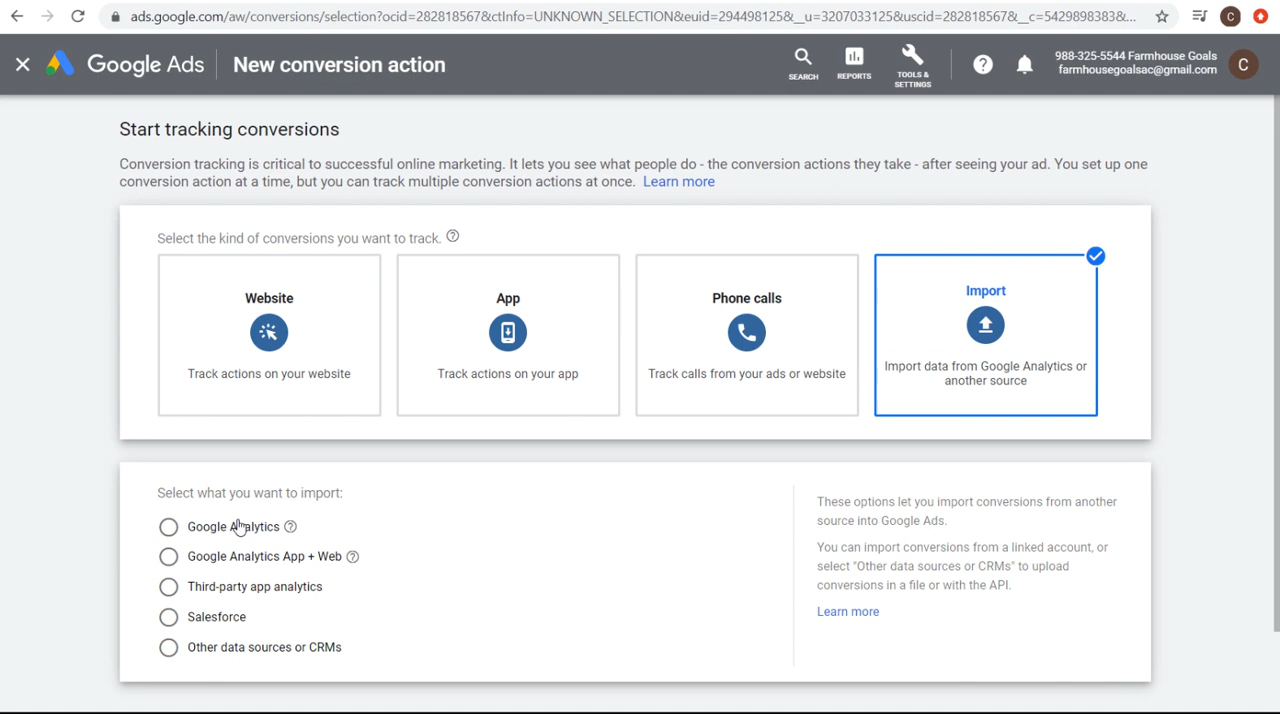 ads.google.com/aw/conversions/selection?ocid=282818567&dInfo=UNKNOWN_SELECTION&euid=294498125&__u=3207033125&uscid=282818567&__c=5429898383&...
C
Google Ads
New conversion action
SEARCH
REPORTS
TOOLS &
SETTINGS
988-325-5544 Farmhouse Goals
farmhousegoalsac@gmail.com
C
Start tracking conversions
Conversion tracking is critical to successful online marketing. It lets you see what people do - the conversion actions they take - after seeing your ad. You set up one
conversion action at a time, but you can track multiple conversion actions at once. Learn more
Select the kind of conversions you want to track.
Website
Track actions on your website
App
Track actions on your app
Phone calls
Track calls from your ads or website
Import
Import data from Google Analytics or
another source
Select what you want to import:
Google Analytics
Google Analytics App + Web
Third-party app analytics
Salesforce
Other data sources or CRMs
These options let you import conversions from another
source into Google Ads.
You can import conversions from a linked account, or
select "Other data sources or CRMs" to upload
conversions in a file or with the API.
Learn more